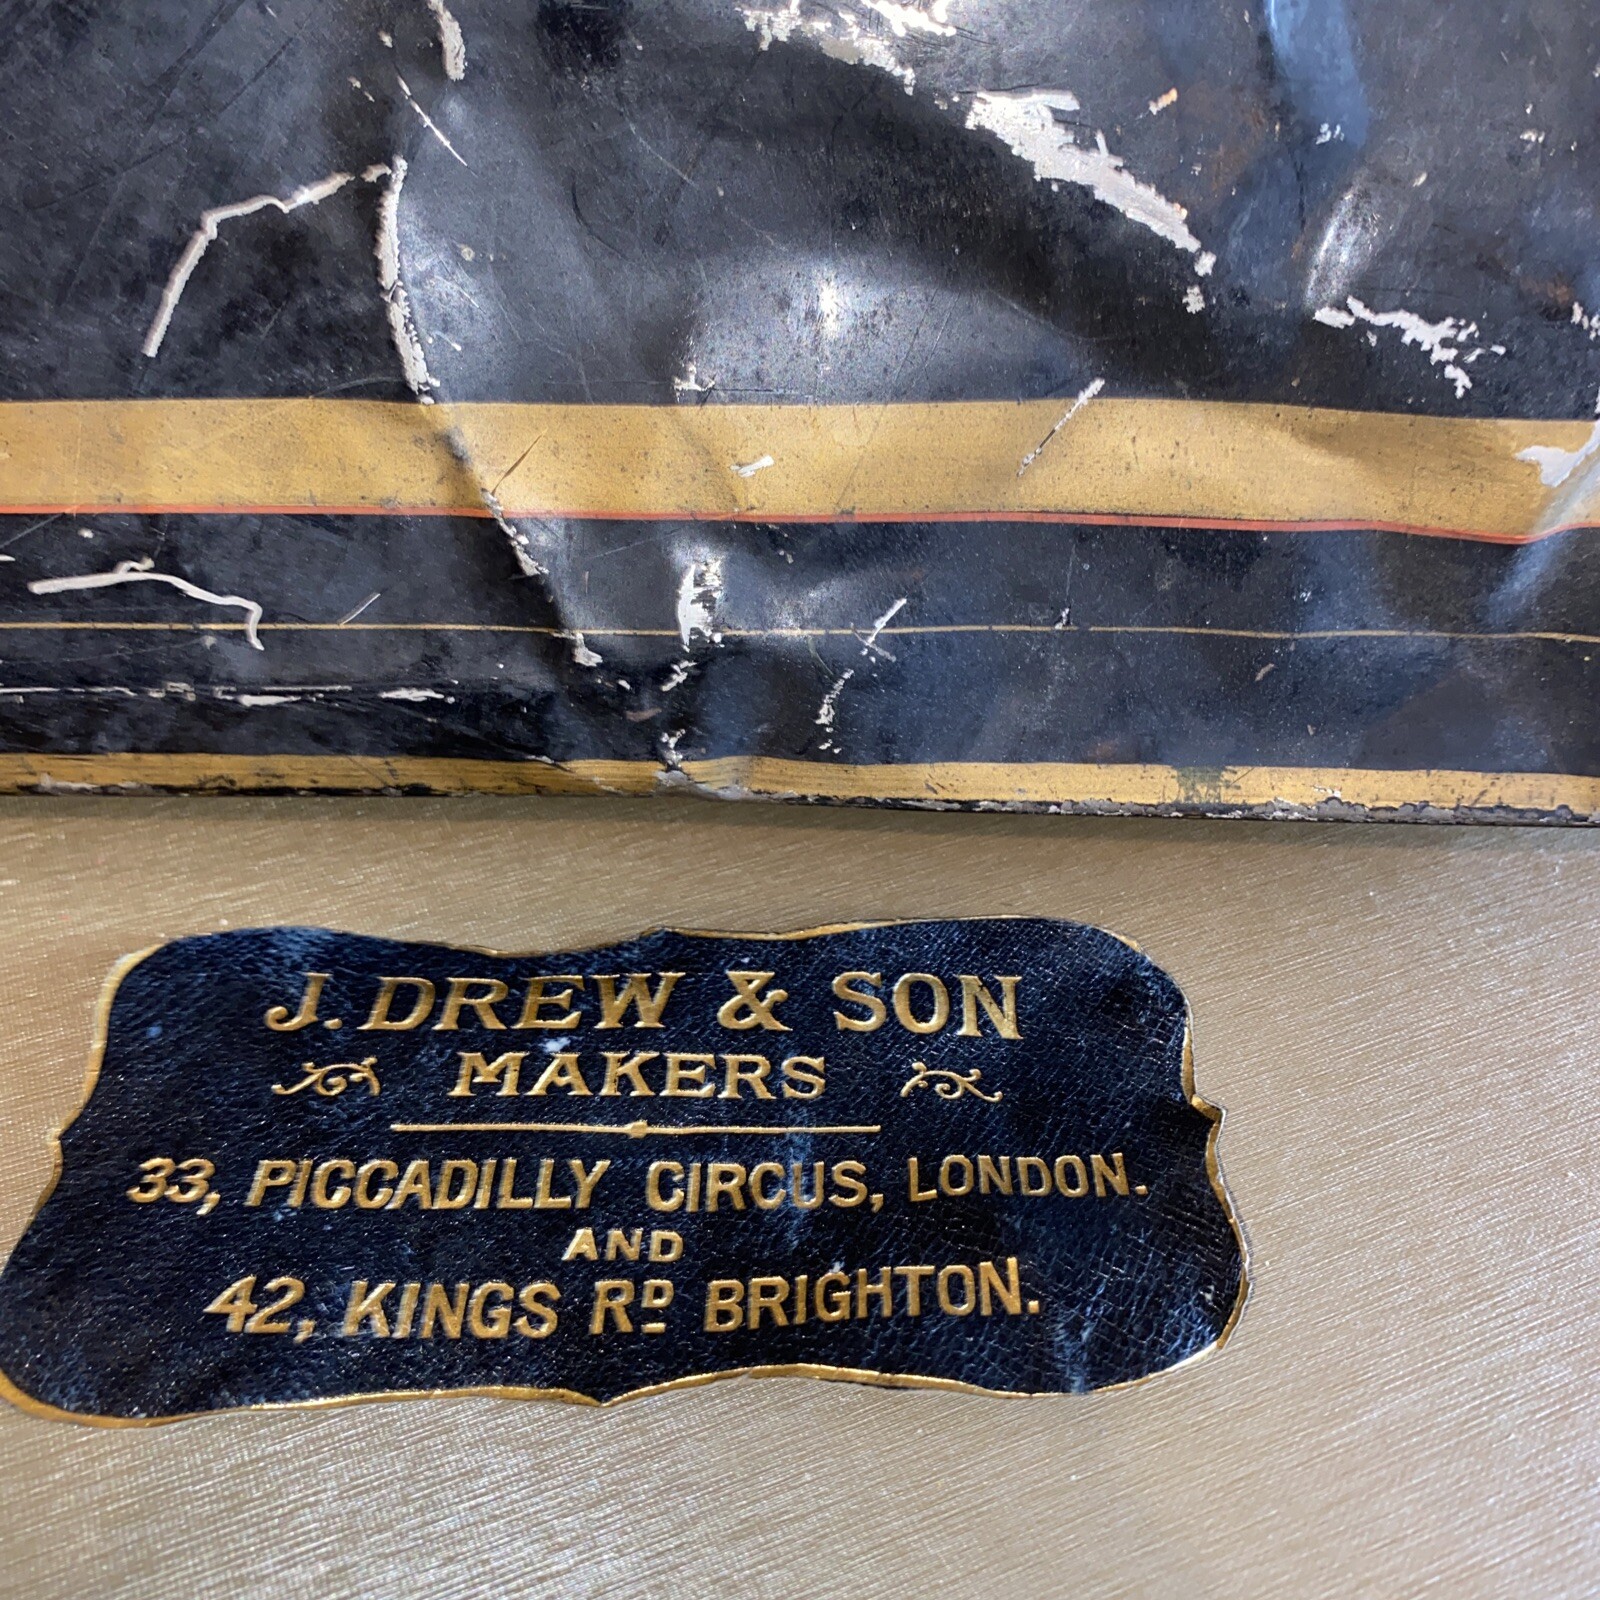 J. DREW & SON
MAKERS
33, PICCADILLY CIRCUS, LONDON.
AND
42, KINGS RD BRIGHTON.